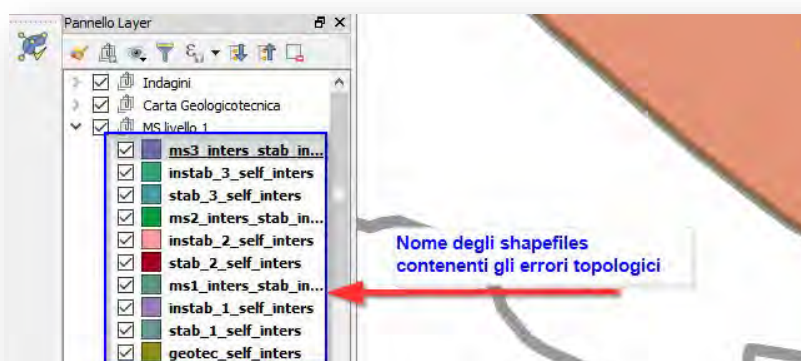 Pannello Layer
Indagini
Carta Geologicotecnica
MS livello 1
ms3_inters_stab_in...
instab_3_self_inters
stab_3_self_inters
ms2_inters_stab_in...
instab_2_self_inters
stab_2_self_inters
ms1_inters_stab_in...
instab_1_self_inters
stab_1_self_inters
geotec_self_inters
Nome degli shapefiles
contenenti gli errori topologici